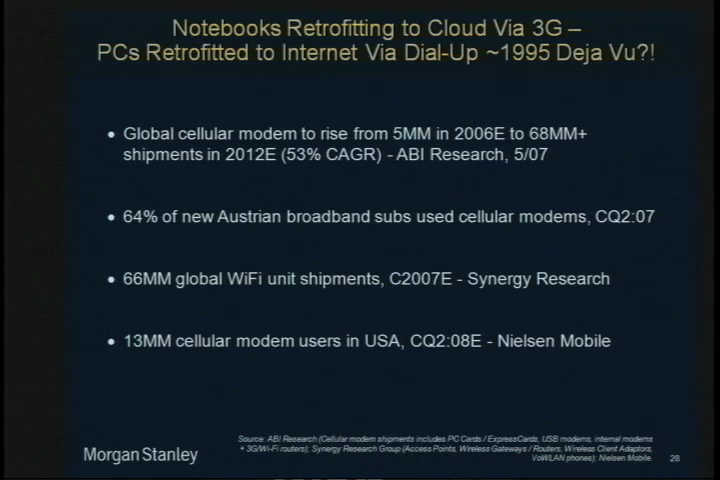 Notebooks Retrofitting to Cloud Via 3G –
PCs Retrofitted to Internet Via Dial-Up ~1995 Deja Vu?!
• Global cellular modem to rise from 5MM in 2006E to 68MM+
shipments in 2012E (53% CAGR) - ABI Research, 5/07
• 64% of new Austrian broadband subs used cellular modems, CQ2:07
• 66MM global WiFi unit shipments, C2007E - Synergy Research
• 13MM cellular modem users in USA, CQ2:08E - Nielsen Mobile
Source: ABI Research (Cellular modem shipments includes PC Cards / ExpressCards, USB modems, internal modems
+ 3G/Wi-Fi routers); Synergy Research Group (Access Points, Wireless Gateways / Routers, Wireless Client Adaptors,
VoWLAN phones); Nielsen Mobile.
Morgan Stanley
28